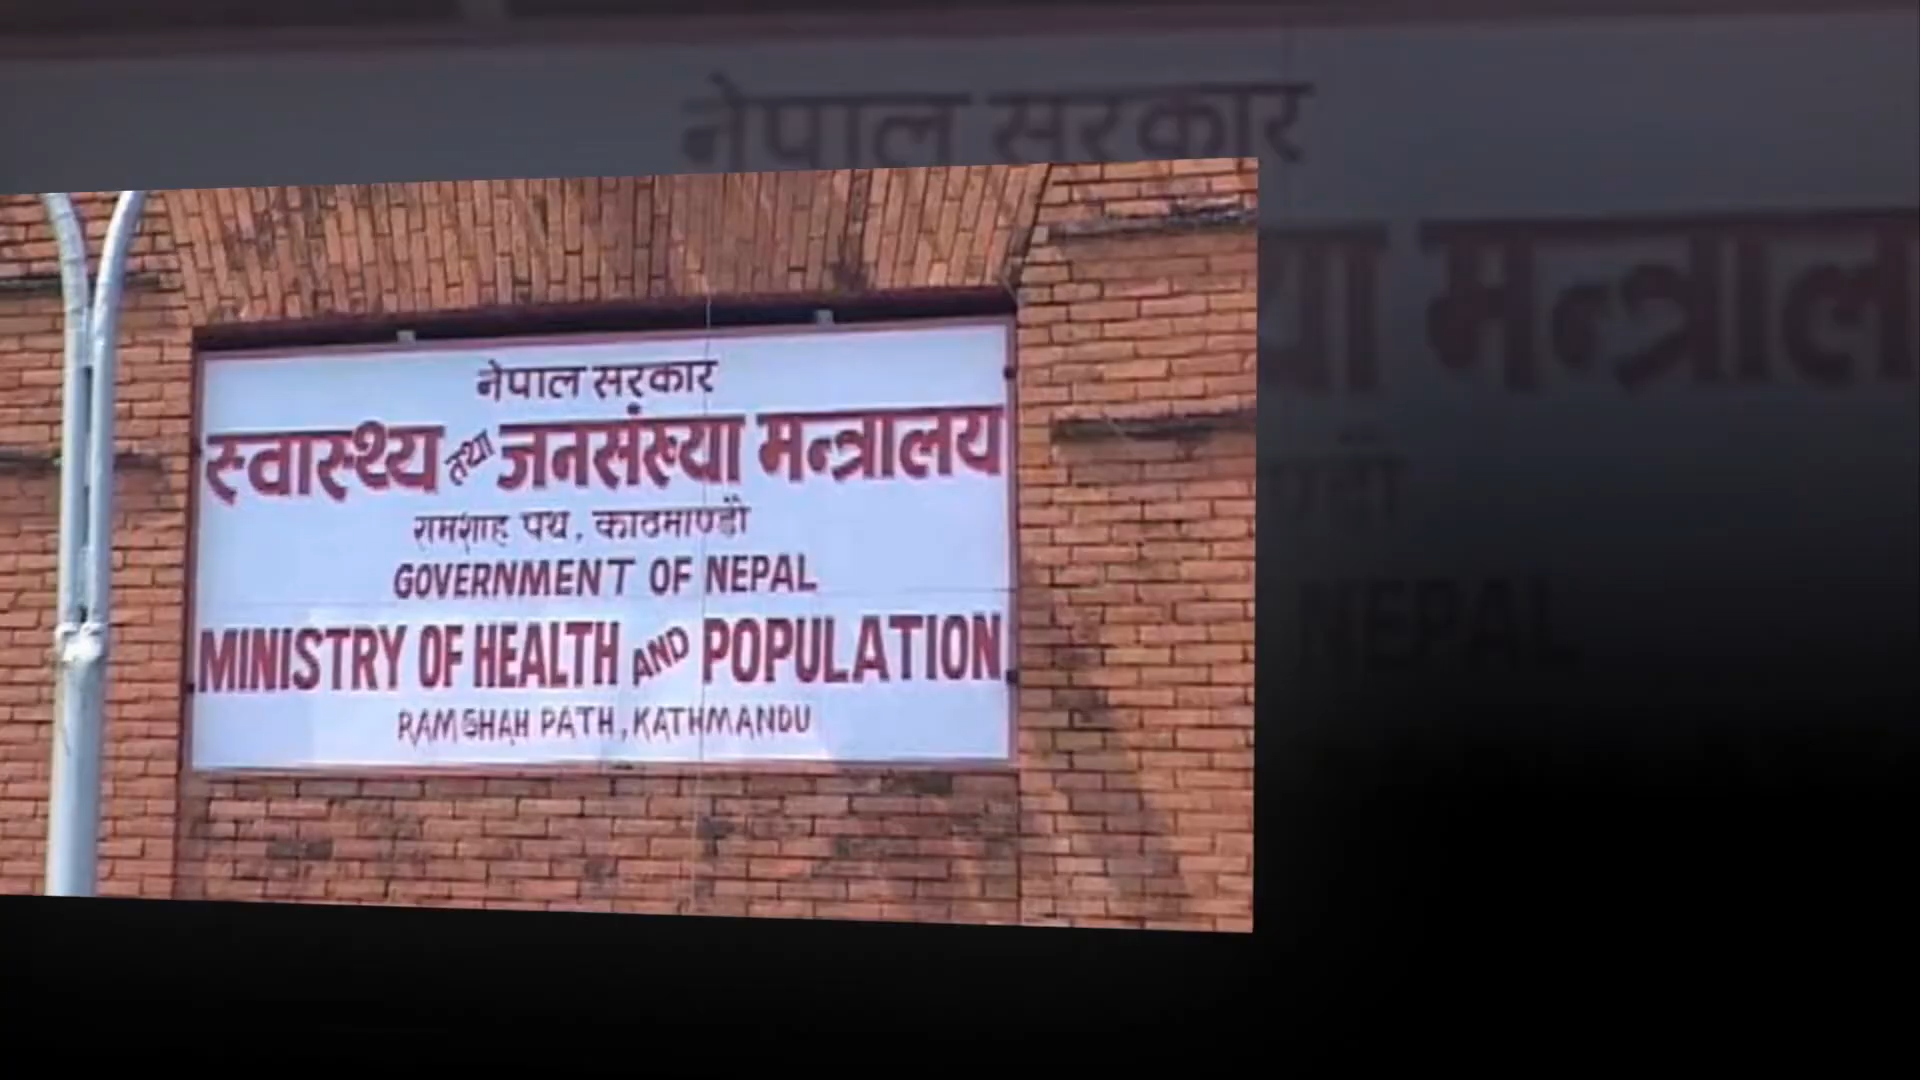 नेपाल सरकार
स्वास्थ्य तथा जनसंख्या मन्त्रालय
रामशाह पथ, काठमाण्डौ
GOVERNMENT OF NEPAL
MINISTRY OF HEALTH AND POPULATION
RAMSHAH PATH, KATHMANDU